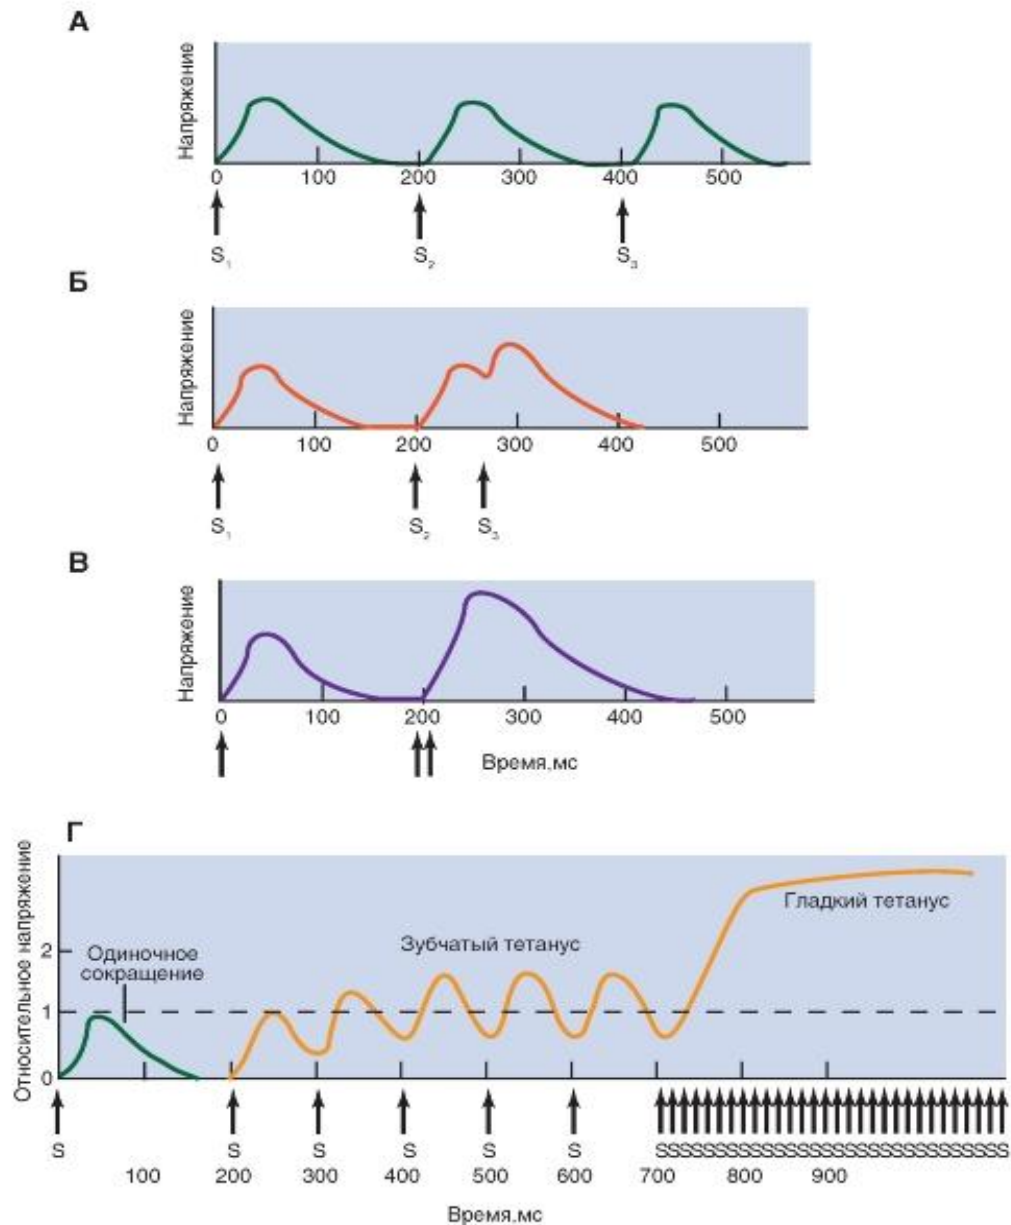 А
Напряжение
0 100 200 300 400 500
S₁ S₂ S₃
Б
Напряжение
0 100 200 300 400 500
S₁ S₂ S₃
В
Напряжение
0 100 200 300 400 500
Время,мс
Г
Относительное напряжение
2
1
0
Одиночное
сокращение
Зубчатый тетанус
Гладкий тетанус
S S S S S S SSSSSSSSSSSSSSSSSSSSSSSSSSSSS
100 200 300 400 500 600 700 800 900
Время,мс